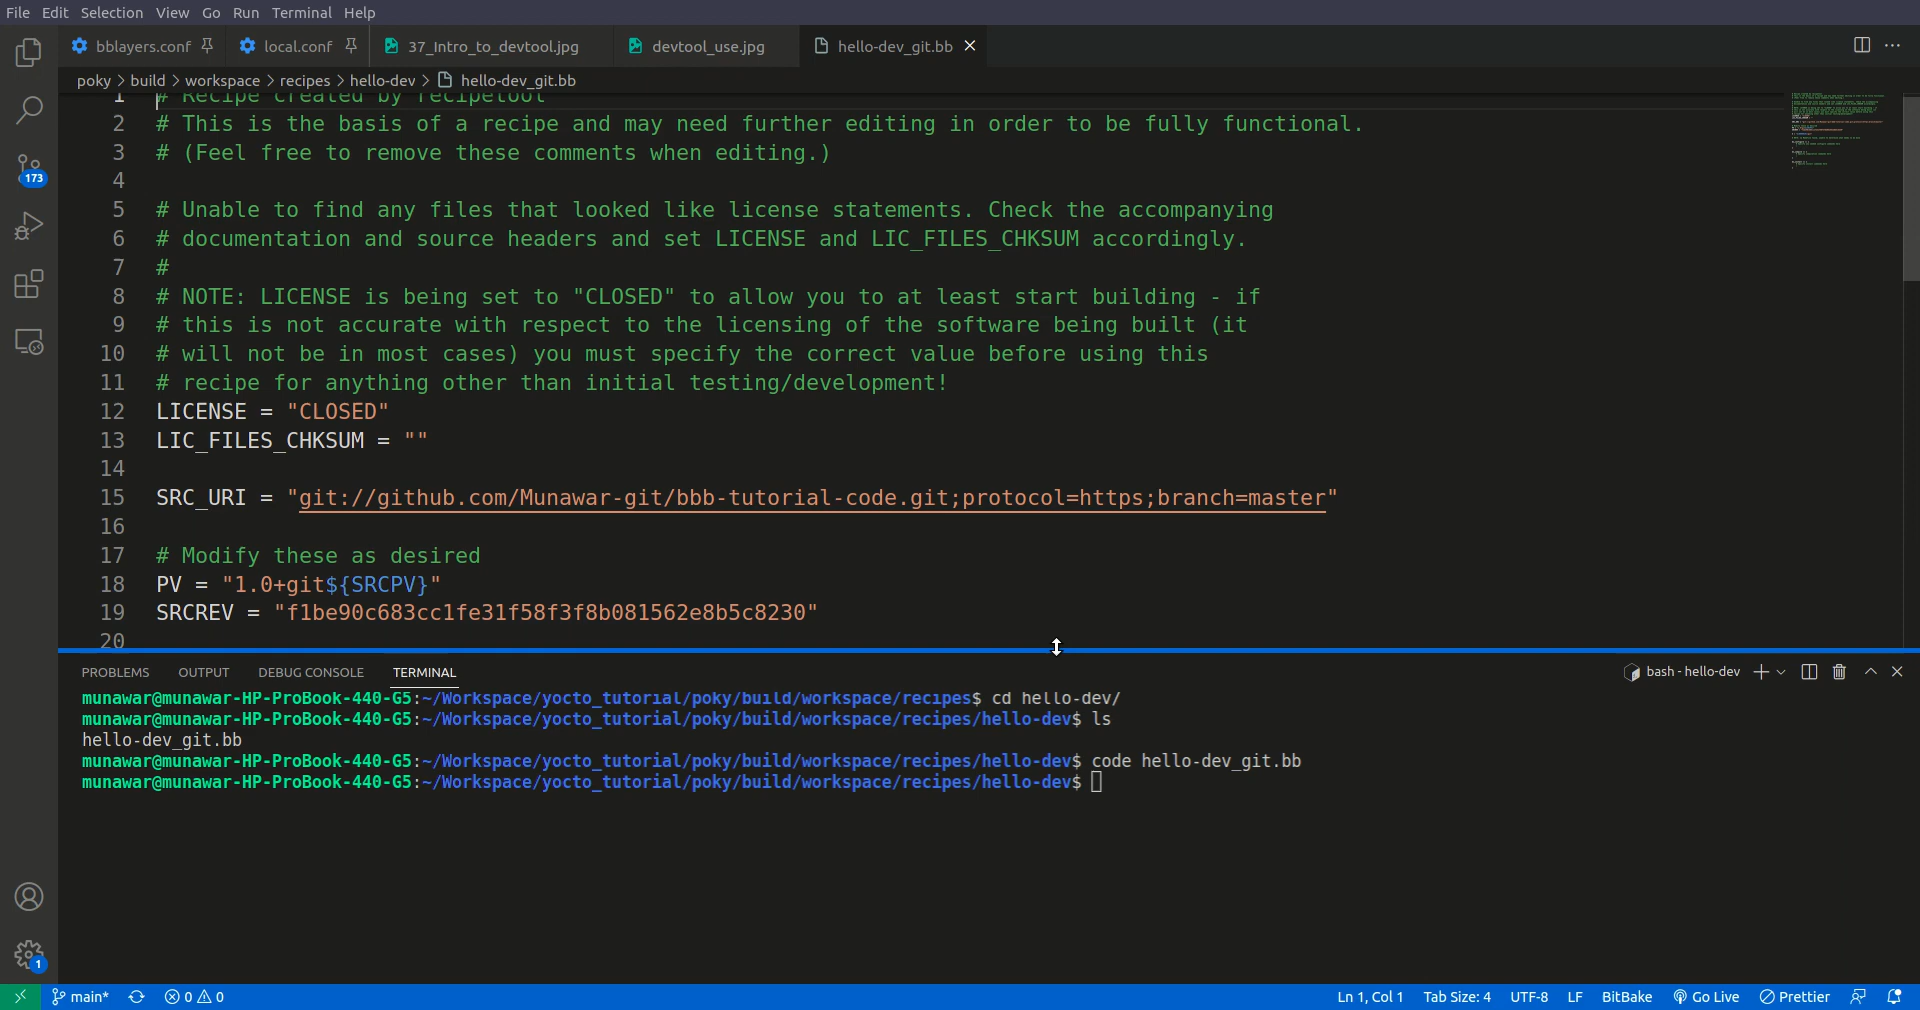 File Edit Selection View Go Run Terminal Help
bblayers.conf local.conf 37_Intro_to_devtool.jpg devtool_use.jpg hello-dev_git.bb
poky > build > workspace > recipes > hello-dev > hello-dev_git.bb
1 # Recipe created by recipetool
2 # This is the basis of a recipe and may need further editing in order to be fully functional.
3 # (Feel free to remove these comments when editing.)
4
5 # Unable to find any files that looked like license statements. Check the accompanying
6 # documentation and source headers and set LICENSE and LIC_FILES_CHKSUM accordingly.
7 #
8 # NOTE: LICENSE is being set to "CLOSED" to allow you to at least start building - if
9 # this is not accurate with respect to the licensing of the software being built (it
10 # will not be in most cases) you must specify the correct value before using this
11 # recipe for anything other than initial testing/development!
12 LICENSE = "CLOSED"
13 LIC_FILES_CHKSUM = ""
14
15 SRC_URI = "git://github.com/Munawar-git/bbb-tutorial-code.git;protocol=https;branch=master"
16
17 # Modify these as desired
18 PV = "1.0+git${SRCPV}"
19 SRCREV = "f1be90c683cc1fe31f58f3f8b081562e8b5c8230"
20
173
PROBLEMS OUTPUT DEBUG CONSOLE TERMINAL bash - hello-dev
munawar@munawar-HP-ProBook-440-G5:~/Workspace/yocto_tutorial/poky/build/workspace/recipes$ cd hello-dev/
munawar@munawar-HP-ProBook-440-G5:~/Workspace/yocto_tutorial/poky/build/workspace/recipes/hello-dev$ ls
hello-dev_git.bb
munawar@munawar-HP-ProBook-440-G5:~/Workspace/yocto_tutorial/poky/build/workspace/recipes/hello-dev$ code hello-dev_git.bb
munawar@munawar-HP-ProBook-440-G5:~/Workspace/yocto_tutorial/poky/build/workspace/recipes/hello-dev$
1
main* 0 0 Ln 1, Col 1 Tab Size: 4 UTF-8 LF BitBake Go Live Prettier